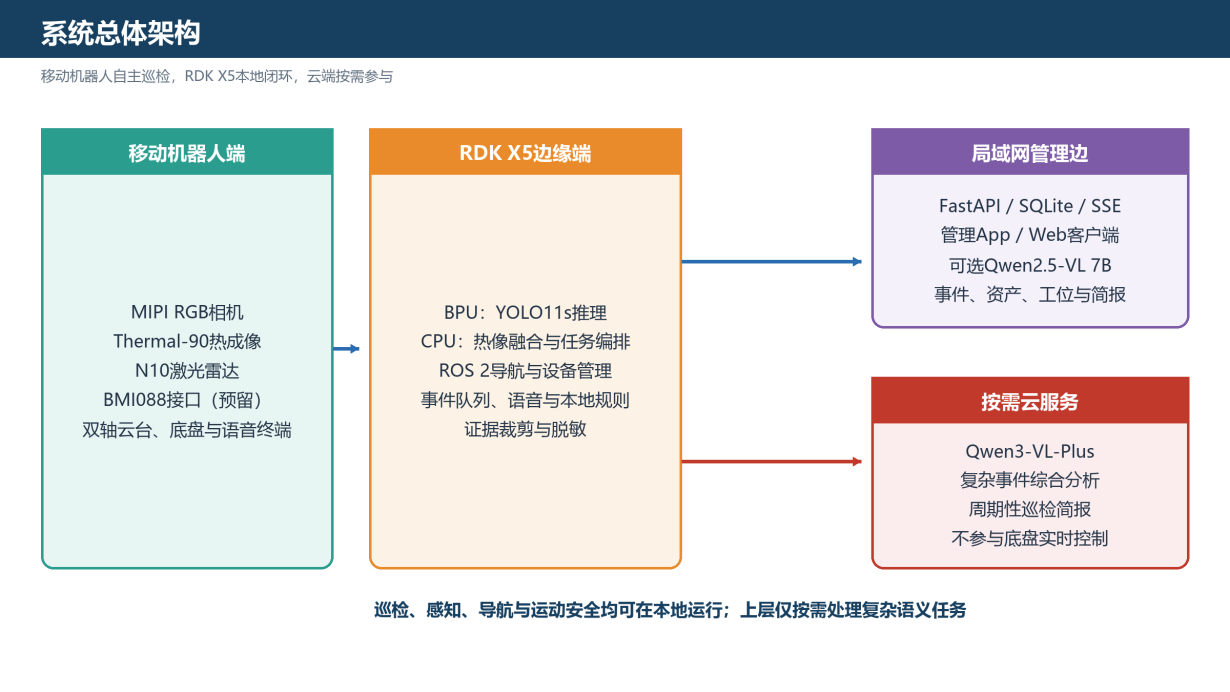 系统总体架构
移动机器人自主巡检，RDK X5本地闭环，云端按需参与
移动机器人端
MIPI RGB相机
Thermal-90热成像
N10激光雷达
BMI088接口（预留）
双轴云台、底盘与语音终端
RDK X5边缘端
BPU：YOLO11s推理
CPU：热像融合与任务编排
ROS 2导航与设备管理
事件队列、语音与本地规则
证据裁剪与脱敏
局域网管理边
FastAPI / SQLite / SSE
管理App / Web客户端
可选Qwen2.5-VL 7B
事件、资产、工位与简报
按需云服务
Qwen3-VL-Plus
复杂事件综合分析
周期性巡检简报
不参与底盘实时控制
巡检、感知、导航与运动安全均可在本地运行；上层仅按需处理复杂语义任务